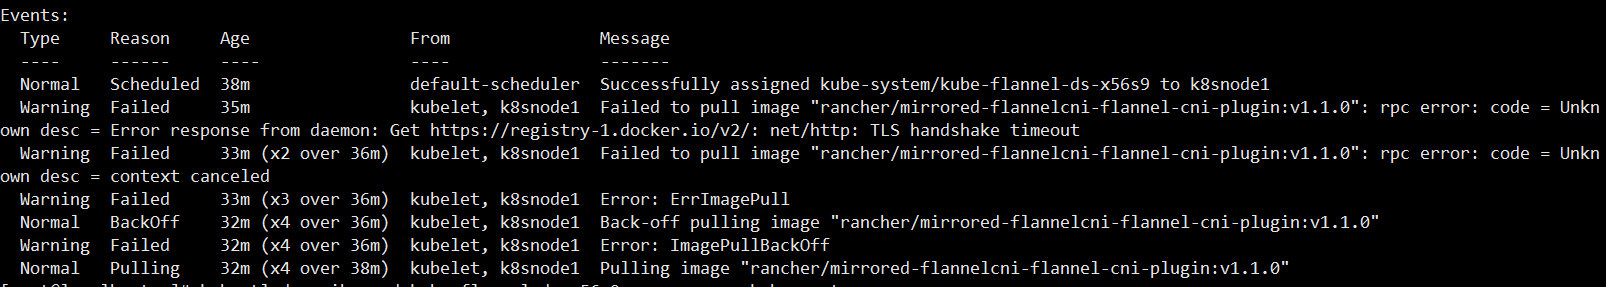 Events:
  Type     Reason     Age                 From                Message
  ----     ------     ----                ----                -------
  Normal   Scheduled  38m                 default-scheduler   Successfully assigned kube-system/kube-flannel-ds-x56s9 to k8snode1
  Warning  Failed     35m                 kubelet, k8snode1   Failed to pull image "rancher/mirrored-flannelcni-flannel-cni-plugin:v1.1.0": rpc error: code = Unkn
own desc = Error response from daemon: Get https://registry-1.docker.io/v2/: net/http: TLS handshake timeout
  Warning  Failed     33m (x2 over 36m)   kubelet, k8snode1   Failed to pull image "rancher/mirrored-flannelcni-flannel-cni-plugin:v1.1.0": rpc error: code = Unkn
own desc = context canceled
  Warning  Failed     33m (x3 over 36m)   kubelet, k8snode1   Error: ErrImagePull
  Normal   BackOff    32m (x4 over 36m)   kubelet, k8snode1   Back-off pulling image "rancher/mirrored-flannelcni-flannel-cni-plugin:v1.1.0"
  Warning  Failed     32m (x4 over 36m)   kubelet, k8snode1   Error: ImagePullBackOff
  Normal   Pulling    32m (x4 over 38m)   kubelet, k8snode1   Pulling image "rancher/mirrored-flannelcni-flannel-cni-plugin:v1.1.0"